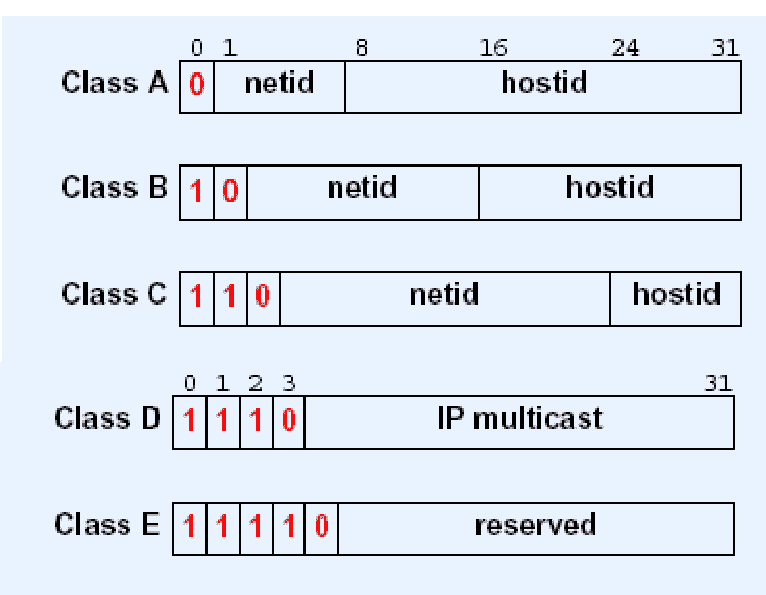 0 1 8 16 24 31
Class A 0 netid hostid
Class B 1 0 netid hostid
Class C 1 1 0 netid hostid
0 1 2 3 31
Class D 1 1 1 0 IP multicast
Class E 1 1 1 1 0 reserved